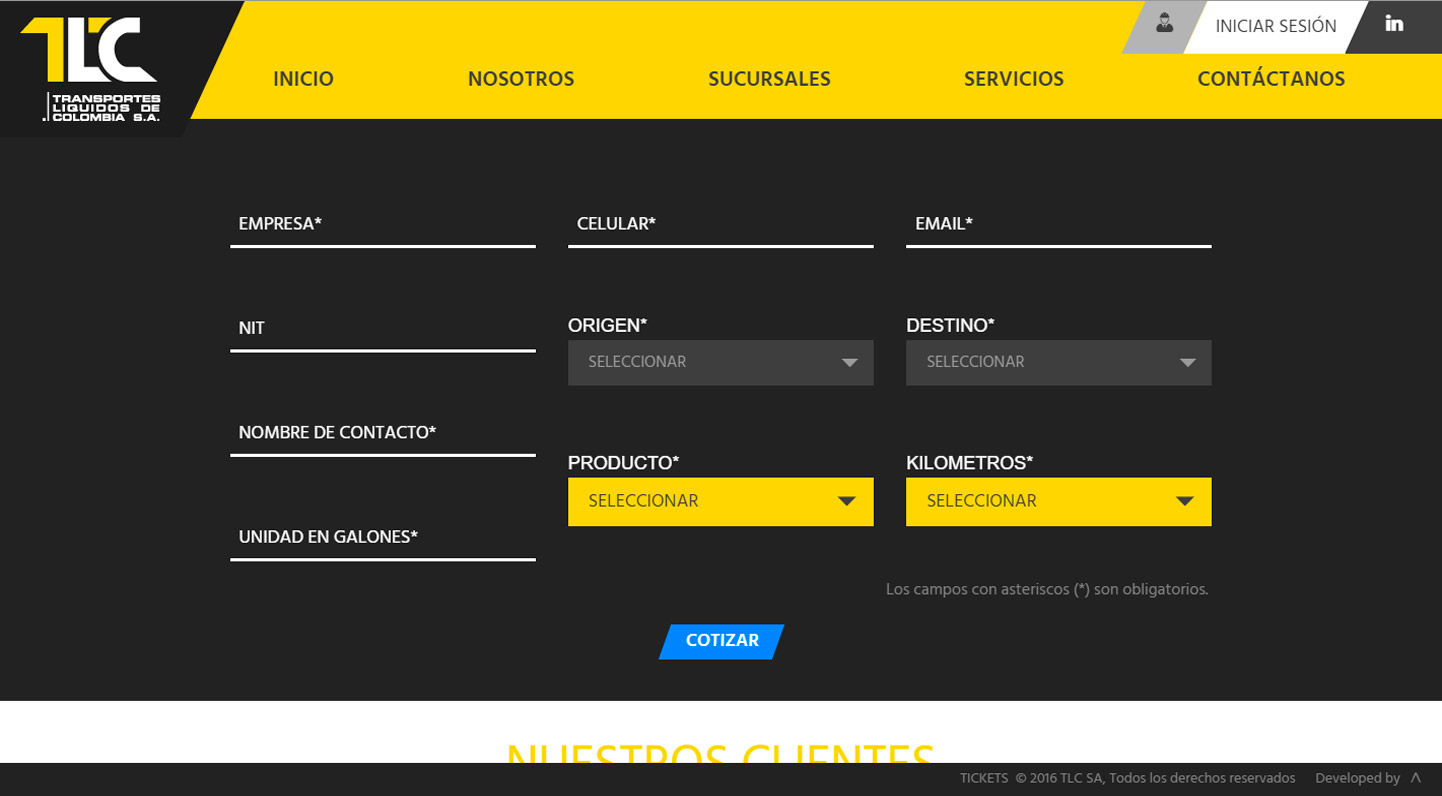 TLC
TRANSPORTES
LIQUIDOS DE
COLOMBIA S.A.
INICIAR SESIÓN
in
INICIO
NOSOTROS
SUCURSALES
SERVICIOS
CONTÁCTANOS
EMPRESA*
CELULAR*
EMAIL*
NIT
ORIGEN*
SELECCIONAR
DESTINO*
SELECCIONAR
NOMBRE DE CONTACTO*
PRODUCTO*
SELECCIONAR
KILOMETROS*
SELECCIONAR
UNIDAD EN GALONES*
Los campos con asteriscos (*) son obligatorios.
COTIZAR
NUESTROS CLIENTES
TICKETS © 2016 TLC SA, Todos los derechos reservados Developed by